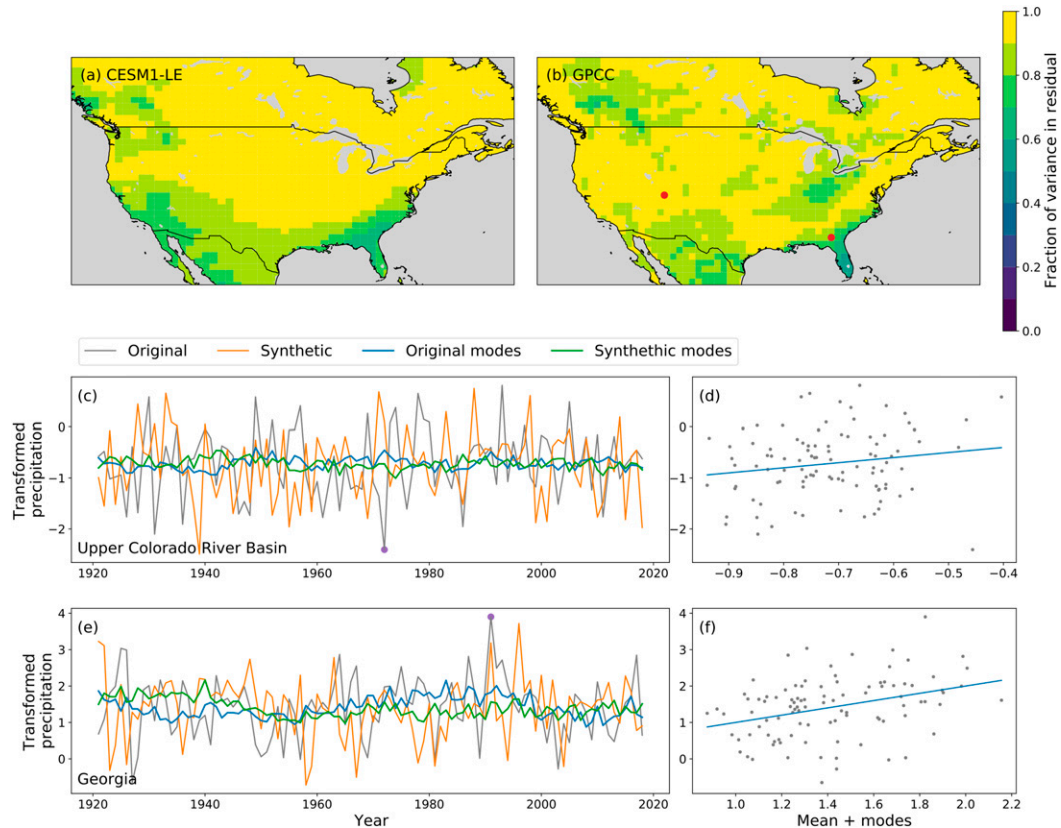 (a) CESM1-LE
(b) GPCC
1.0
0.8
0.6
0.4
0.2
0.0
Fraction of variance in residual
Original
Synthetic
Original modes
Synthethic modes
(c)
Transformed
precipitation
0
−1
−2
Upper Colorado River Basin
1920
1940
1960
1980
2000
2020
(d)
0
−1
−2
−0.9
−0.8
−0.7
−0.6
−0.5
−0.4
(e)
Transformed
precipitation
4
3
2
1
0
Georgia
1920
1940
1960
1980
2000
2020
Year
(f)
4
3
2
1
0
1.0
1.2
1.4
1.6
1.8
2.0
2.2
Mean + modes